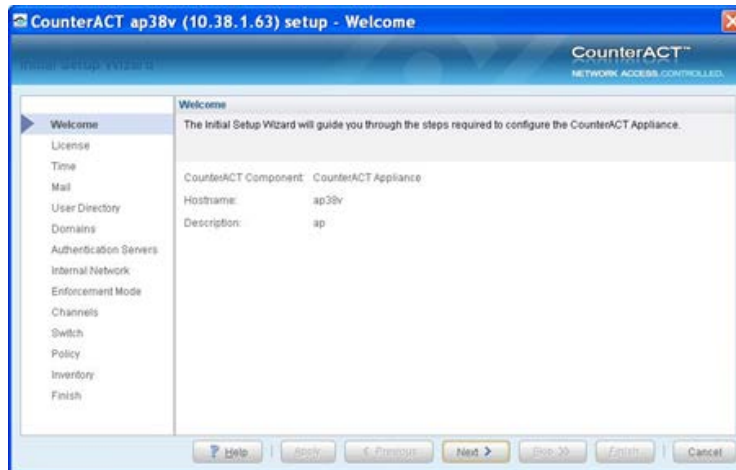 CounterACT ap38v (10.38.1.63) setup - Welcome
Initial Setup Wizard
CounterACT™
NETWORK ACCESS CONTROLLED.
Welcome
License
Time
Mail
User Directory
Domains
Authentication Servers
Internal Network
Enforcement Mode
Channels
Switch
Policy
Inventory
Finish
Welcome
The Initial Setup Wizard will guide you through the steps required to configure the CounterACT Appliance.
CounterACT Component: CounterACT Appliance
Hostname: ap38v
Description: ap
? Help Apply < Previous Next > Skip >> Finish Cancel